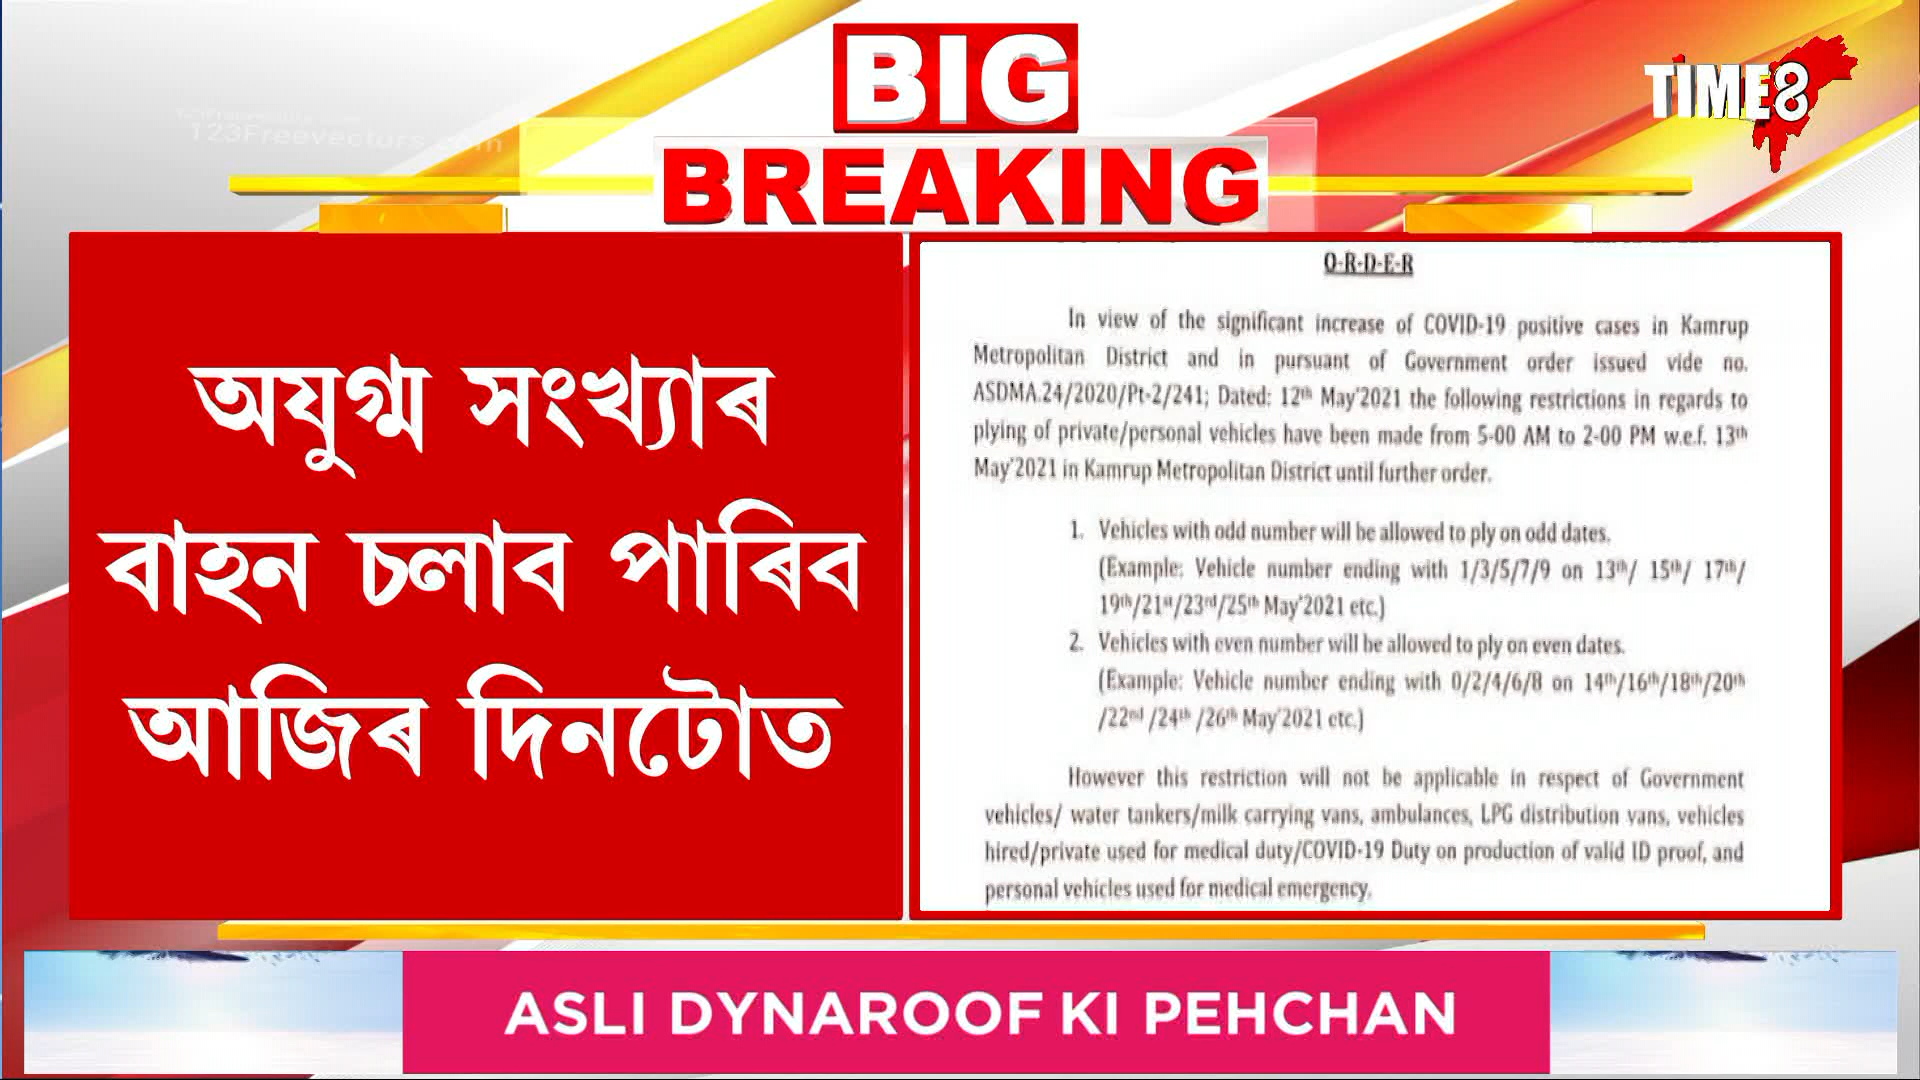 BIG
BREAKING
TIME8
123Freevecturs.com
অযুগ্ম সংখ্যাৰ
বাহন চলাব পাৰিব
আজিৰ দিনটোত
O-R-D-E-R
In view of the significant increase of COVID-19 positive cases in Kamrup
Metropolitan District and in pursuant of Government order issued vide no.
ASDMA.24/2020/Pt-2/241; Dated: 12th May'2021 the following restrictions in regards to
plying of private/personal vehicles have been made from 5-00 AM to 2-00 PM w.e.f. 13th
May'2021 in Kamrup Metropolitan District until further order.
1. Vehicles with odd number will be allowed to ply on odd dates.
(Example: Vehicle number ending with 1/3/5/7/9 on 13th/ 15th/ 17th/
19th/21st/23rd/25th May'2021 etc.)
2. Vehicles with even number will be allowed to ply on even dates.
(Example: Vehicle number ending with 0/2/4/6/8 on 14th/16th/18th/20th
/22nd /24th /26th May'2021 etc.)
However this restriction will not be applicable in respect of Government
vehicles/ water tankers/milk carrying vans, ambulances, LPG distribution vans, vehicles
hired/private used for medical duty/COVID-19 Duty on production of valid ID proof, and
personal vehicles used for medical emergency.
ASLI DYNAROOF KI PEHCHAN